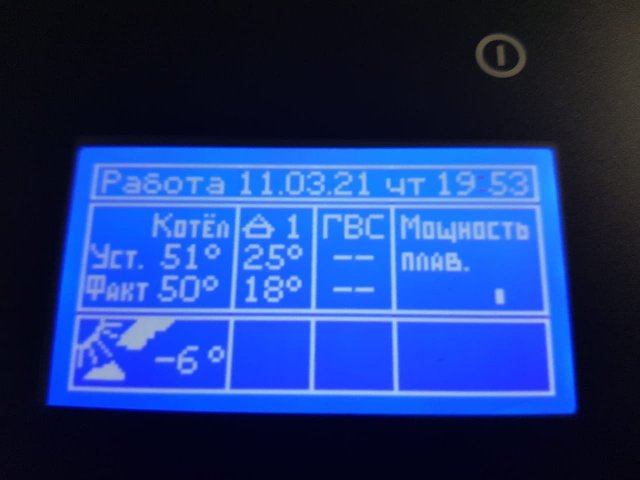 Работа 11.03.21 чт 19:53
Котёл 1 ГВС Мощность
Уст. 51° 25° -- плав.
Факт 50° 18° --
-6°